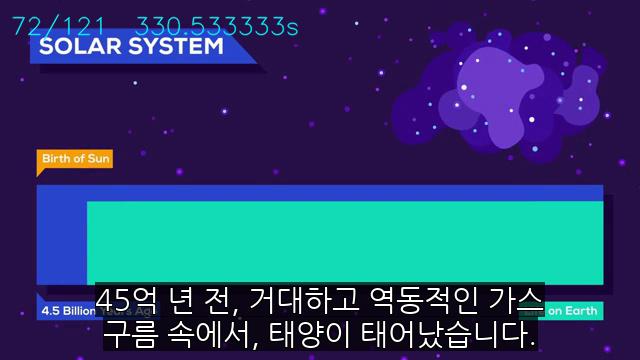 72/121 330.533333s
SOLAR SYSTEM
Birth of Sun
4.5 Billion Years Ago
on Earth
45억 년 전, 거대하고 역동적인 가스
구름 속에서, 태양이 태어났습니다.